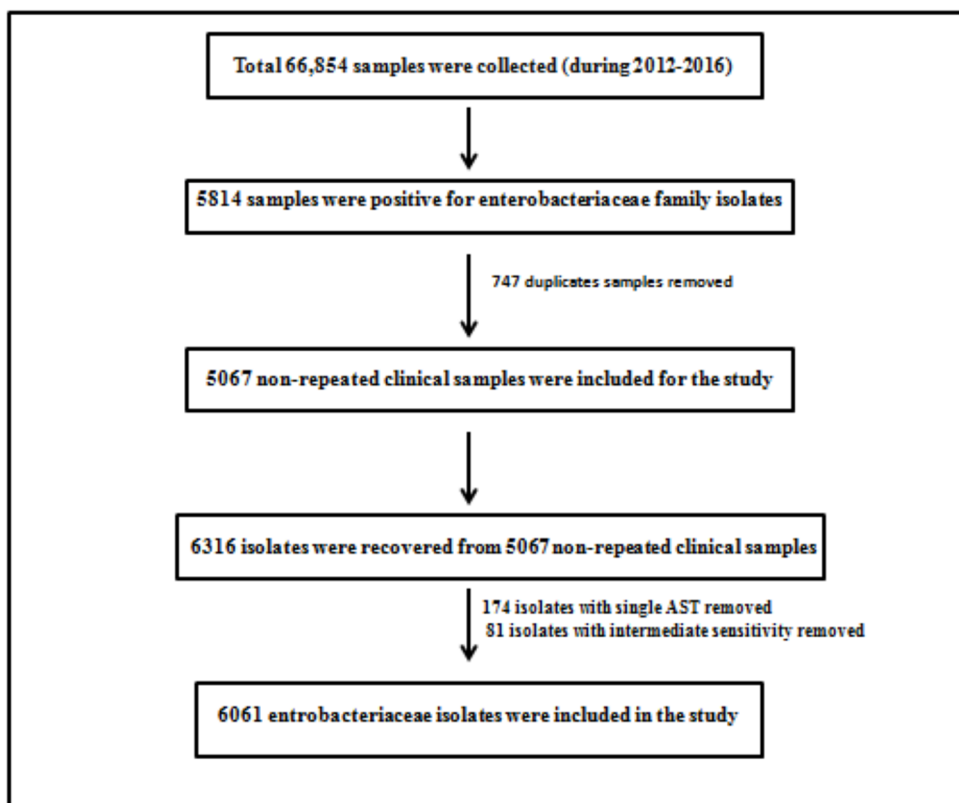 Total 66,854 samples were collected (during 2012-2016)
5814 samples were positive for enterobacteriaceae family isolates
747 duplicates samples removed
5067 non-repeated clinical samples were included for the study
6316 isolates were recovered from 5067 non-repeated clinical samples
174 isolates with single AST removed
81 isolates with intermediate sensitivity removed
6061 entrobacteriaceae isolates were included in the study